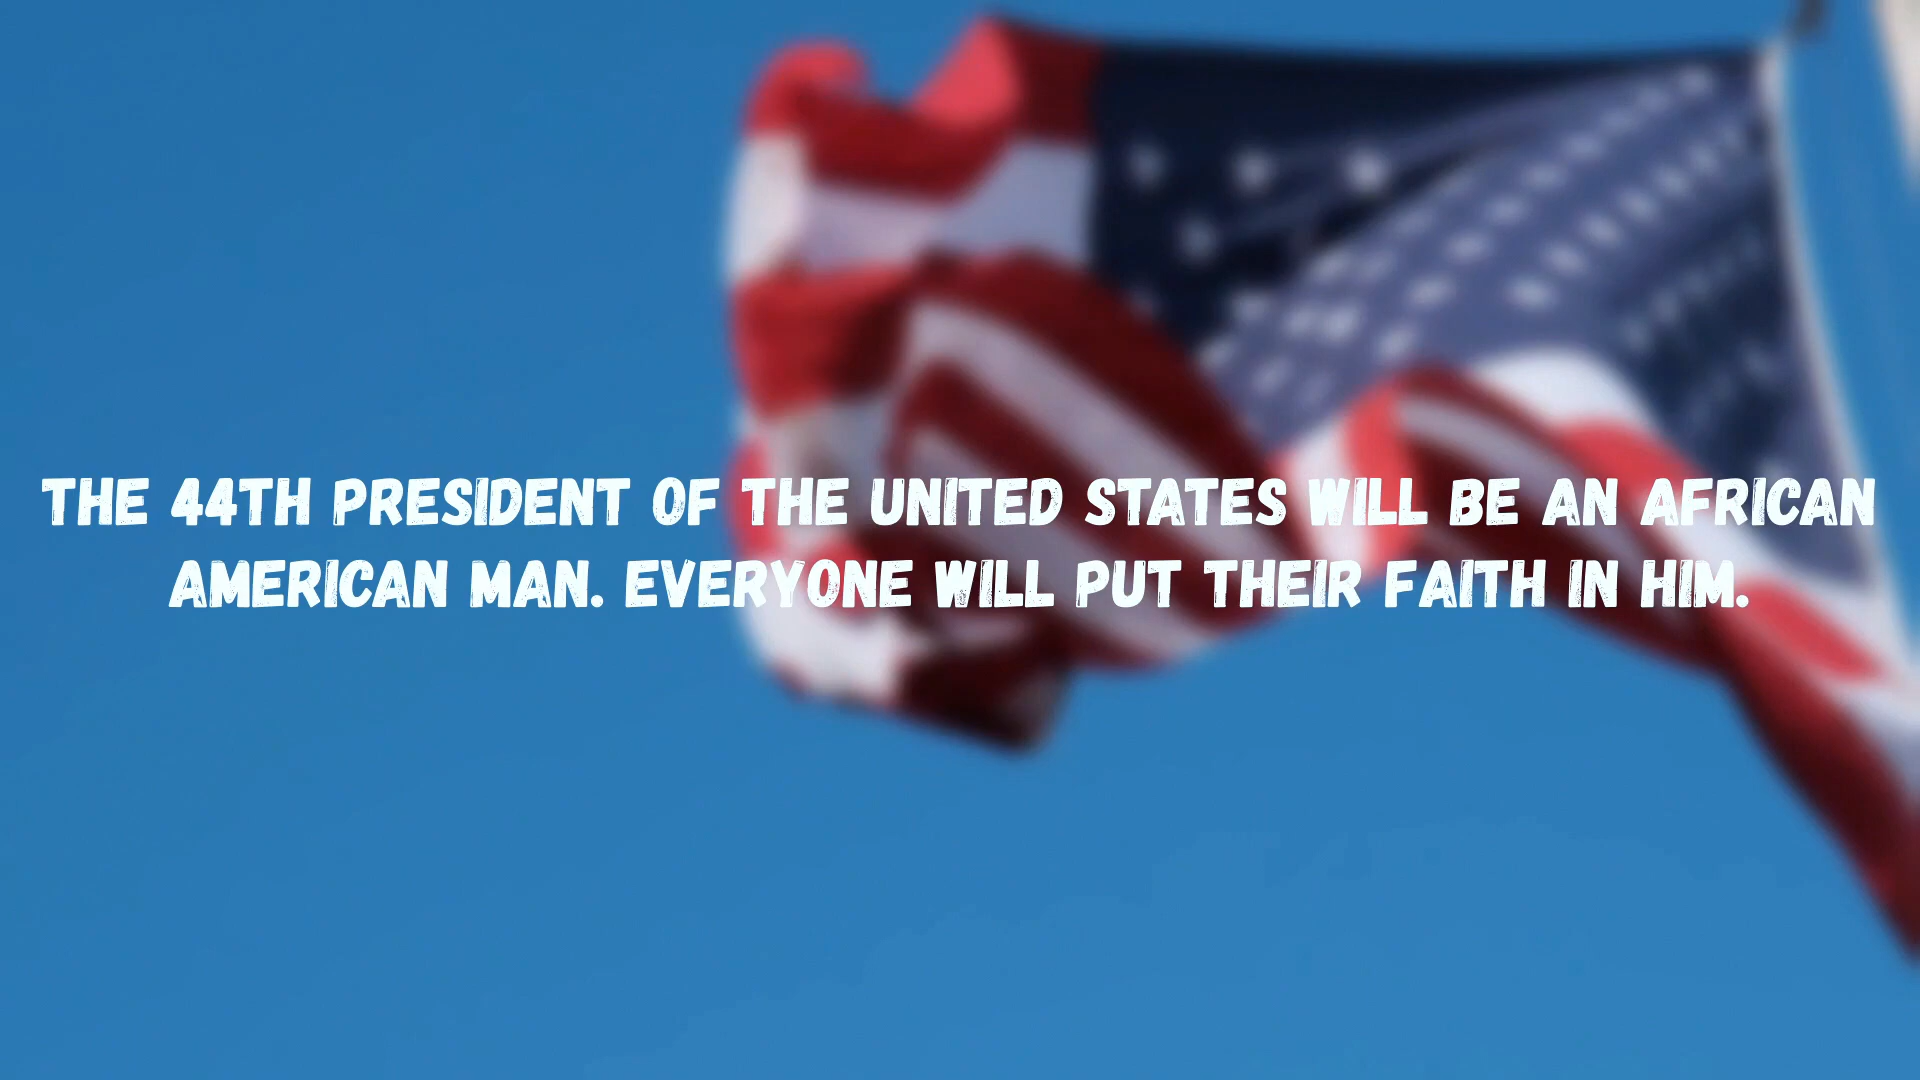 THE 44TH PRESIDENT OF THE UNITED STATES WILL BE AN AFRICAN
AMERICAN MAN. EVERYONE WILL PUT THEIR FAITH IN HIM.